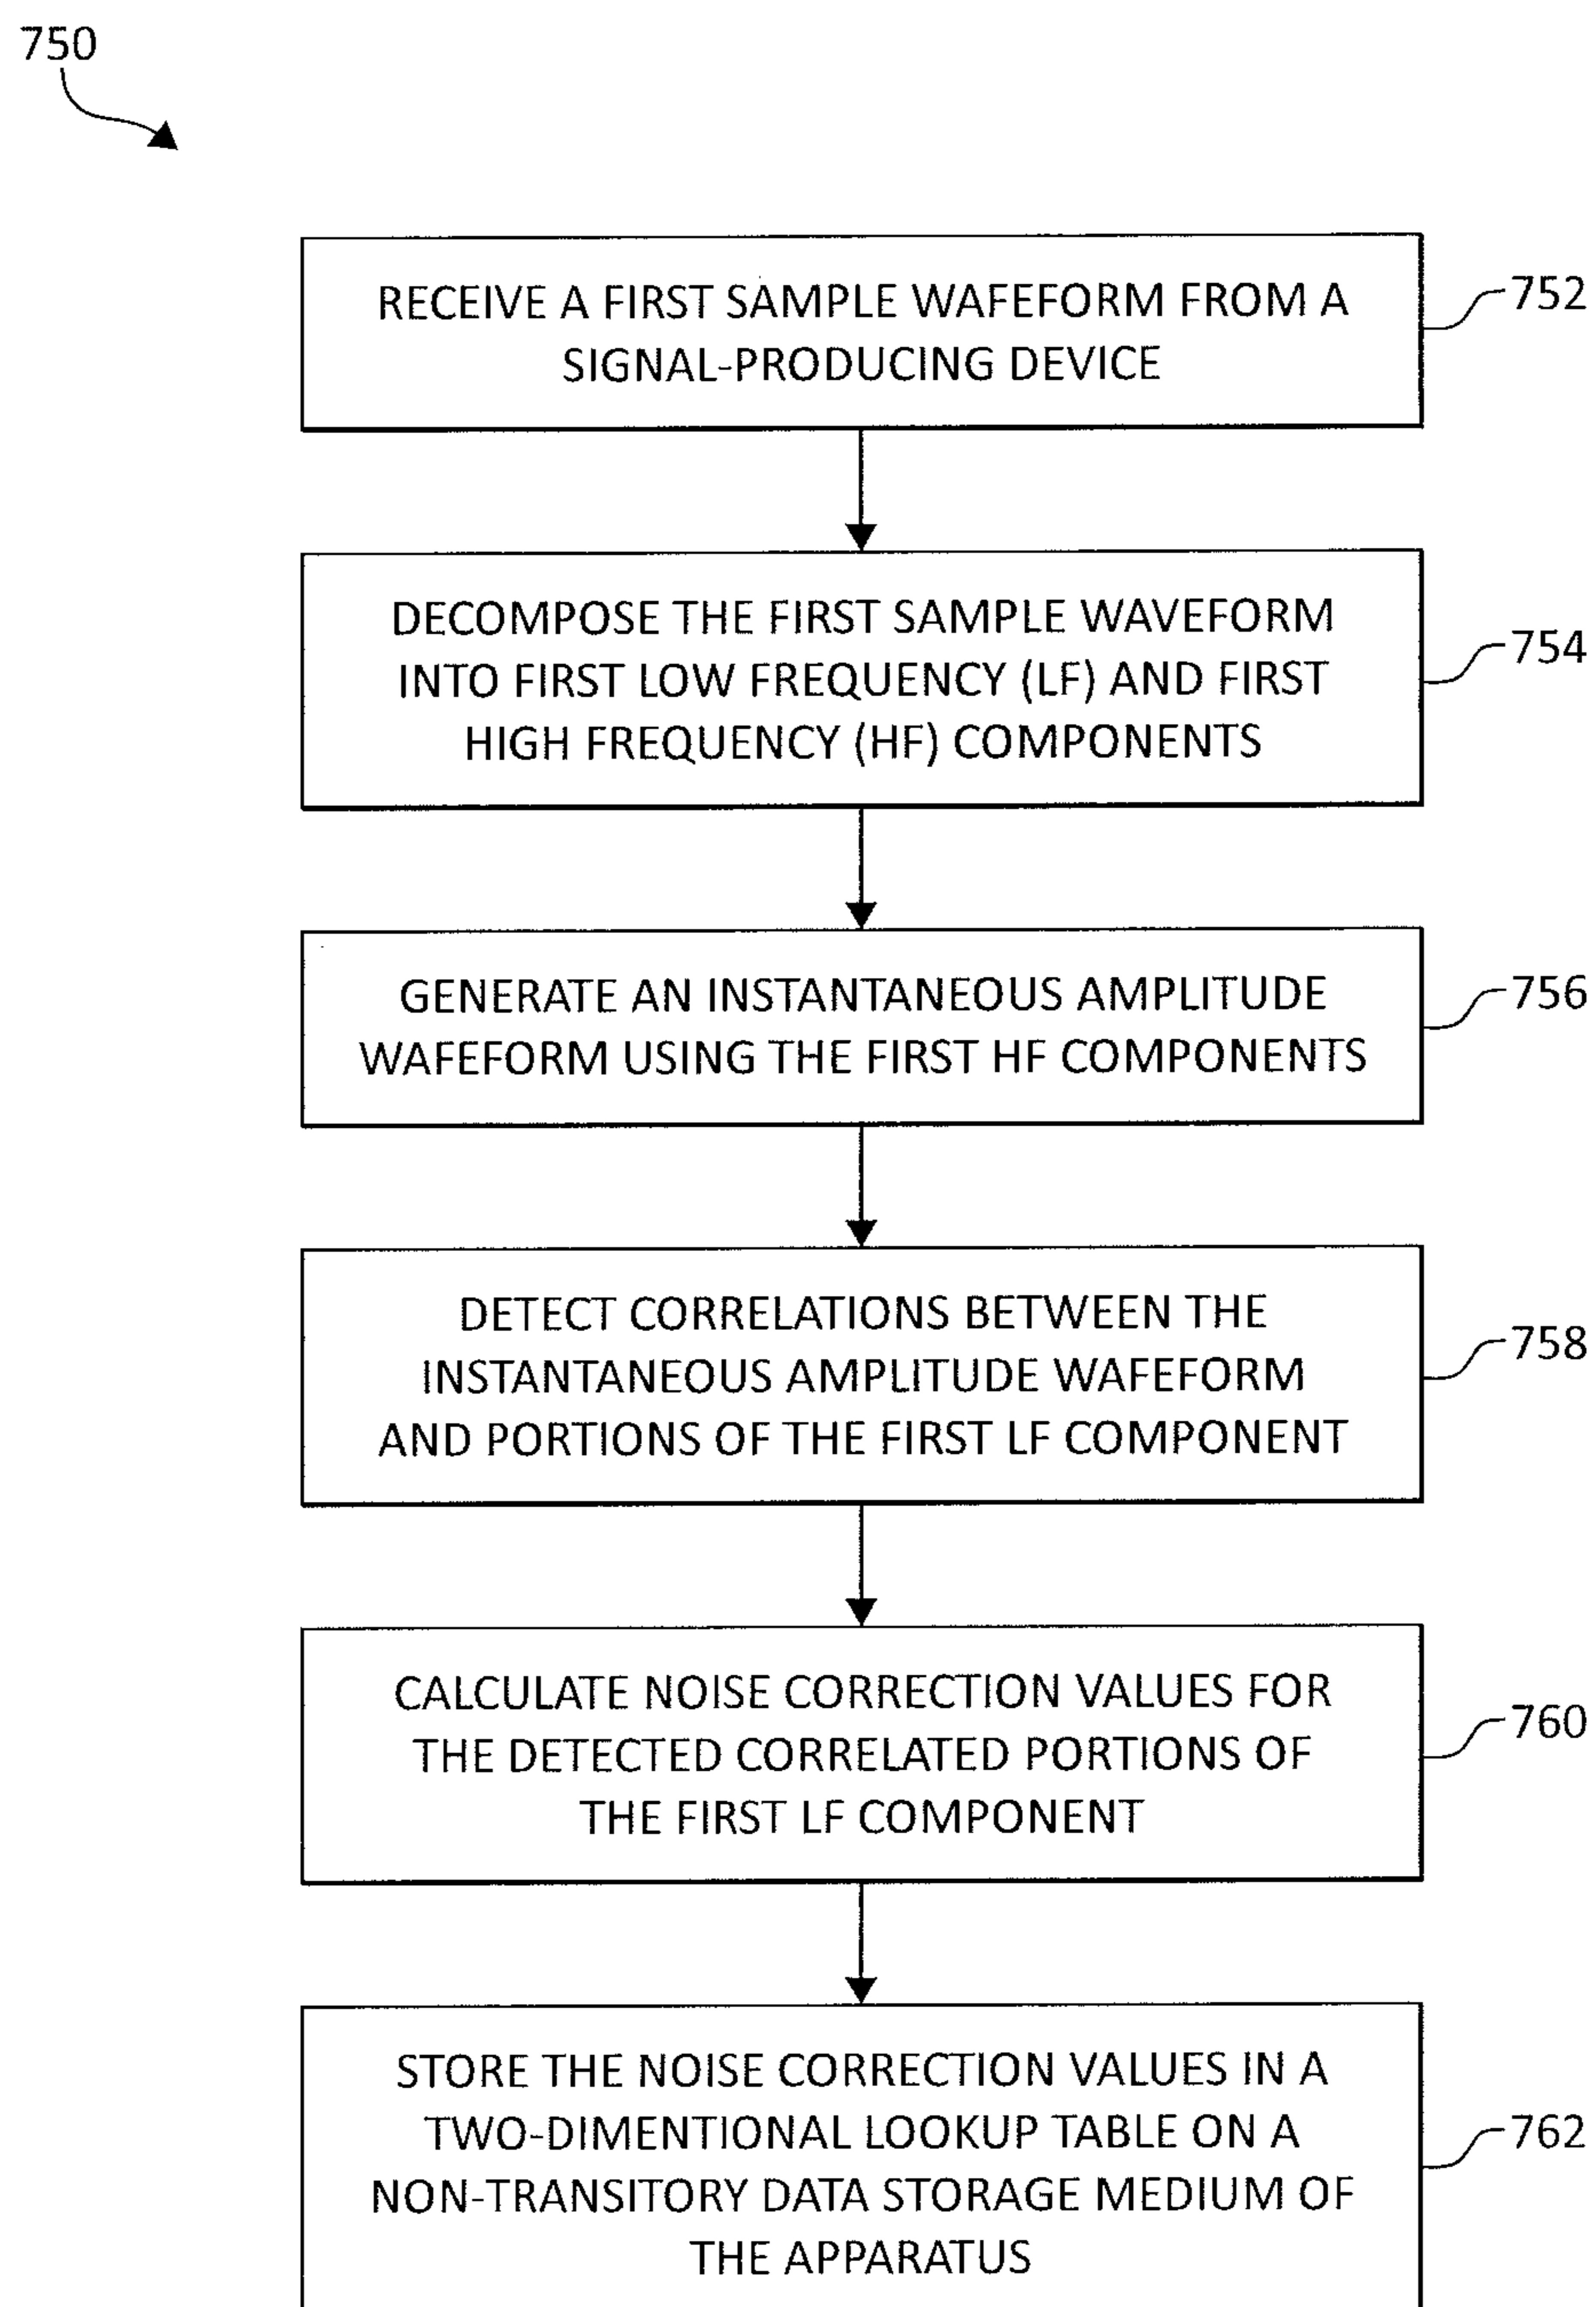 750
RECEIVE A FIRST SAMPLE WAFEFORM FROM A
SIGNAL-PRODUCING DEVICE
752
DECOMPOSE THE FIRST SAMPLE WAVEFORM
INTO FIRST LOW FREQUENCY (LF) AND FIRST
HIGH FREQUENCY (HF) COMPONENTS
754
GENERATE AN INSTANTANEOUS AMPLITUDE
WAFEFORM USING THE FIRST HF COMPONENTS
756
DETECT CORRELATIONS BETWEEN THE
INSTANTANEOUS AMPLITUDE WAFEFORM
AND PORTIONS OF THE FIRST LF COMPONENT
758
CALCULATE NOISE CORRECTION VALUES FOR
THE DETECTED CORRELATED PORTIONS OF
THE FIRST LF COMPONENT
760
STORE THE NOISE CORRECTION VALUES IN A
TWO-DIMENTIONAL LOOKUP TABLE ON A
NON-TRANSITORY DATA STORAGE MEDIUM OF
THE APPARATUS
762